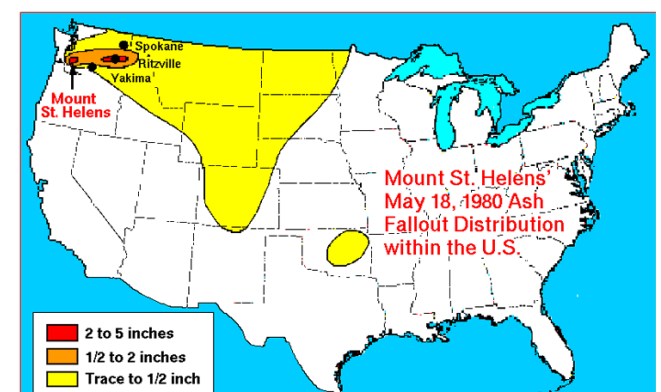 Spokane
Ritzville
Yakima
Mount
St. Helens
Mount St. Helens'
May 18, 1980 Ash
Fallout Distribution
within the U.S.
2 to 5 inches
1/2 to 2 inches
Trace to 1/2 inch